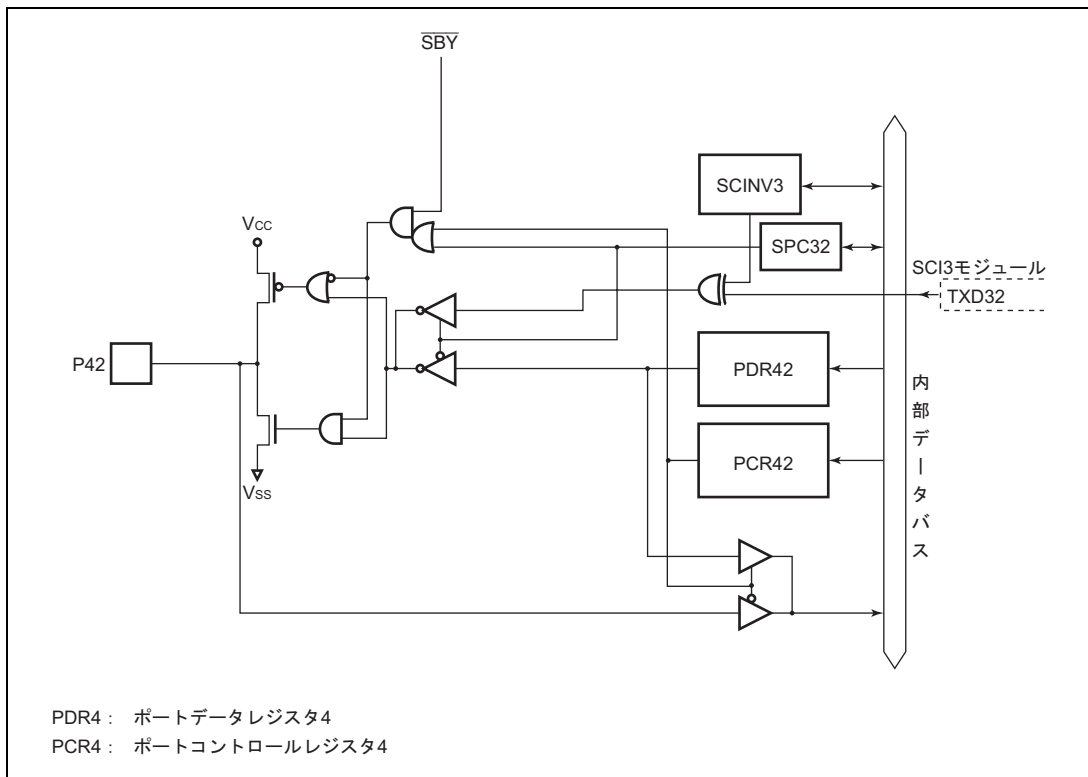 SBY
SCINV3
VCC
SPC32
SCI3モジュール
TXD32
P42
PDR42
PCR42
VSS
内部データバス
PDR4： ポートデータレジスタ4
PCR4： ポートコントロールレジスタ4